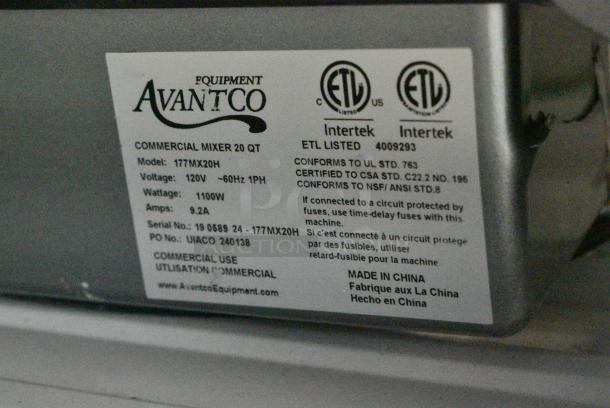 EQUIPMENT
AVANTCO
C ETL US
LISTED
Intertek
ETL
Intertek
COMMERCIAL MIXER 20 QT
ETL LISTED 4009293
Model: 177MX20H
Voltage: 120V ~60Hz 1PH
Wattage: 1100W
Amps: 9.2A
Serial No.: 19 0589 24 - 177MX20H
PO No.: UIACO 240138
COMMERCIAL USE
UTLISATION COMMERCIAL
www.AvantcoEquipment.com
CONFORMS TO UL STD. 763
CERTIFIED TO CSA STD. C22.2 NO. 195
CONFORMS TO NSF/ ANSI STD.8
If connected to a circuit protected by
fuses, use time-delay fuses with this
machine.
Si c'est connecté à un circuit protégé
par des fusibles, utiliser
retard-fusible pour la machine
MADE IN CHINA
Fabrique aux La China
Hecho en China